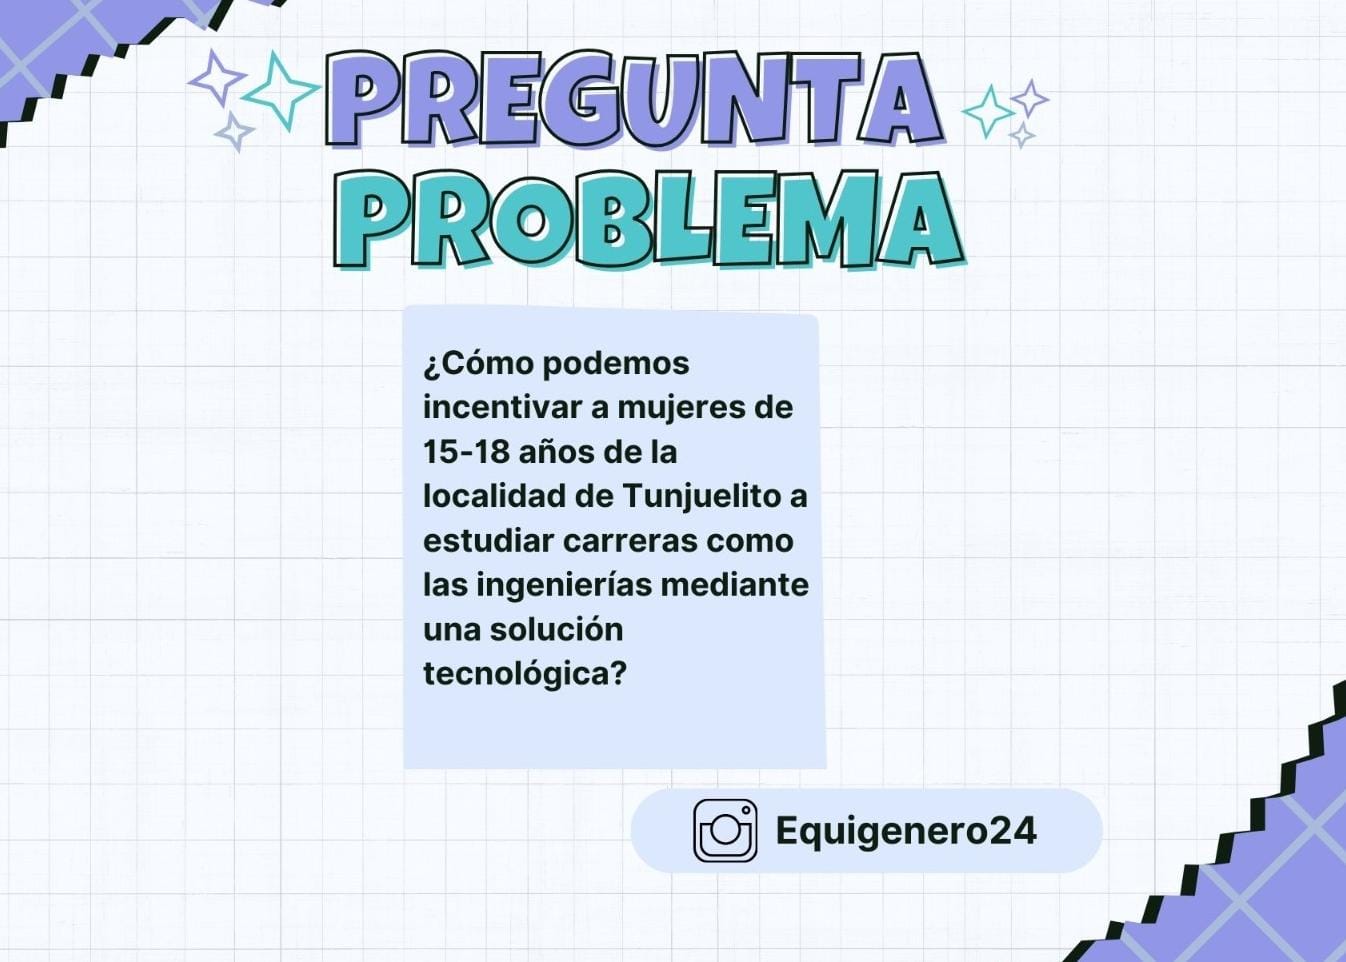 PREGUNTA
PROBLEMA
¿Cómo podemos
incentivar a mujeres de
15-18 años de la
localidad de Tunjuelito a
estudiar carreras como
las ingenierías mediante
una solución
tecnológica?
Equigenero24